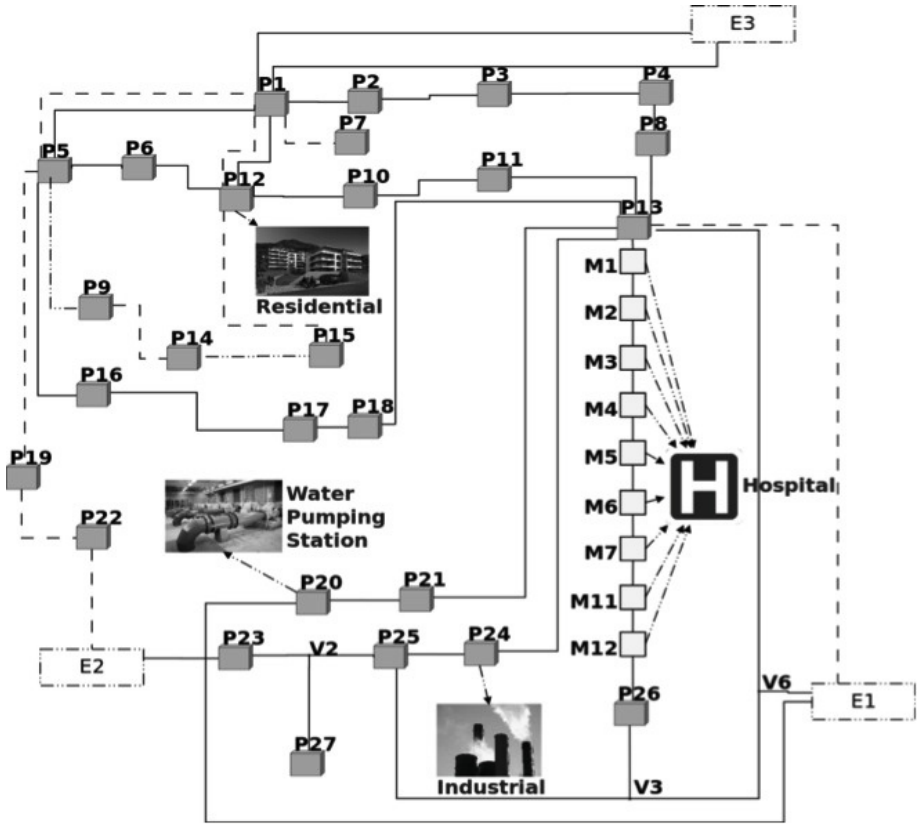 E3
P1
P2
P3
P4
P7
P8
P5
P6
P12
P10
P11
P13
Residential
M1
M2
P9
P14
P15
M3
P16
P17
P18
M4
M5
P19
P22
Water
Pumping
Station
H
Hospital
M6
M7
P20
P21
M11
M12
P23
V2
P25
P24
E2
P26
V6
E1
P27
Industrial
V3